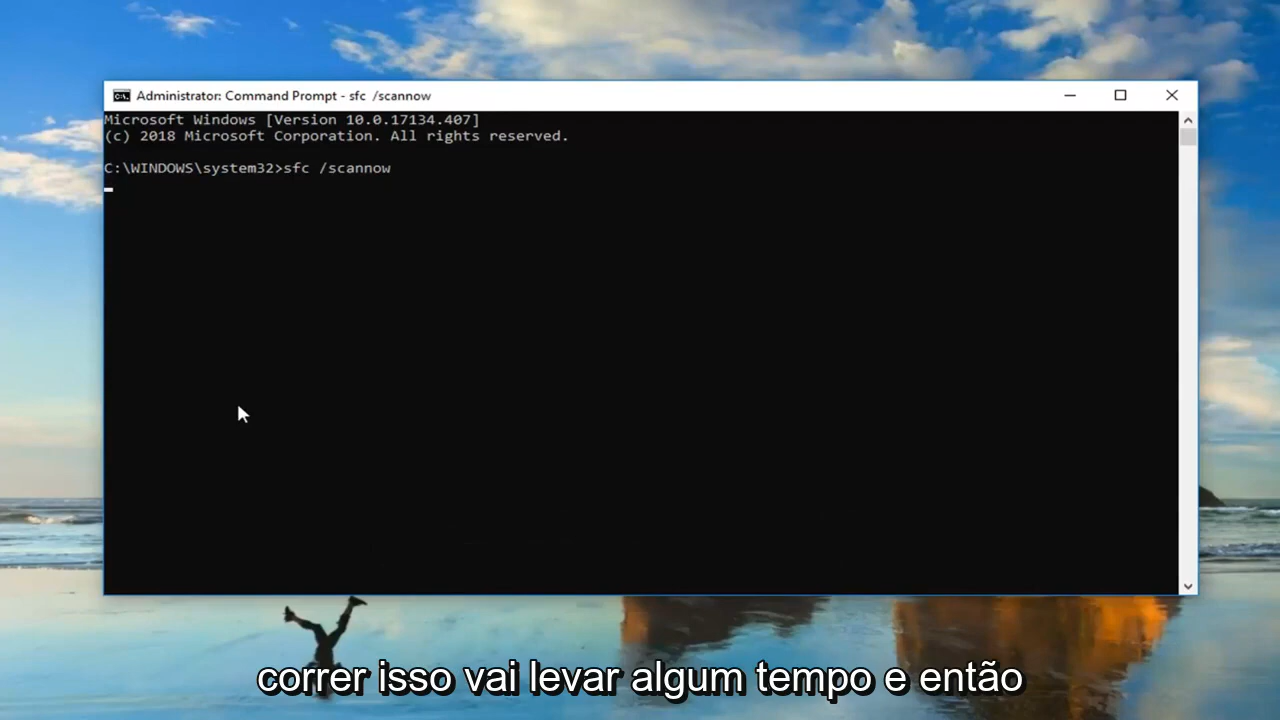 Administrator: Command Prompt - sfc  /scannow
Microsoft Windows [Version 10.0.17134.407]
(c) 2018 Microsoft Corporation. All rights reserved.
C:\WINDOWS\system32>sfc /scannow
correr isso vai levar algum tempo e então